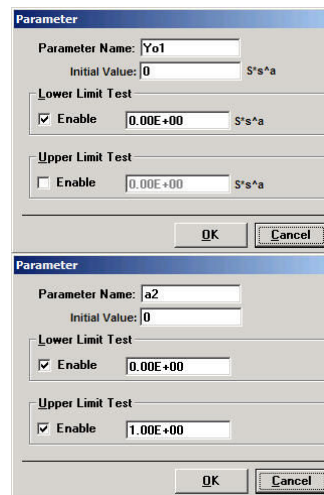 Parameter
Parameter Name: Yo1
Initial Value: 0 S*s^a
Lower Limit Test
Enable 0.00E+00 S*s^a
Upper Limit Test
Enable 0.00E+00 S*s^a
OK Cancel
Parameter
Parameter Name: a2
Initial Value: 0
Lower Limit Test
Enable 0.00E+00
Upper Limit Test
Enable 1.00E+00
OK Cancel